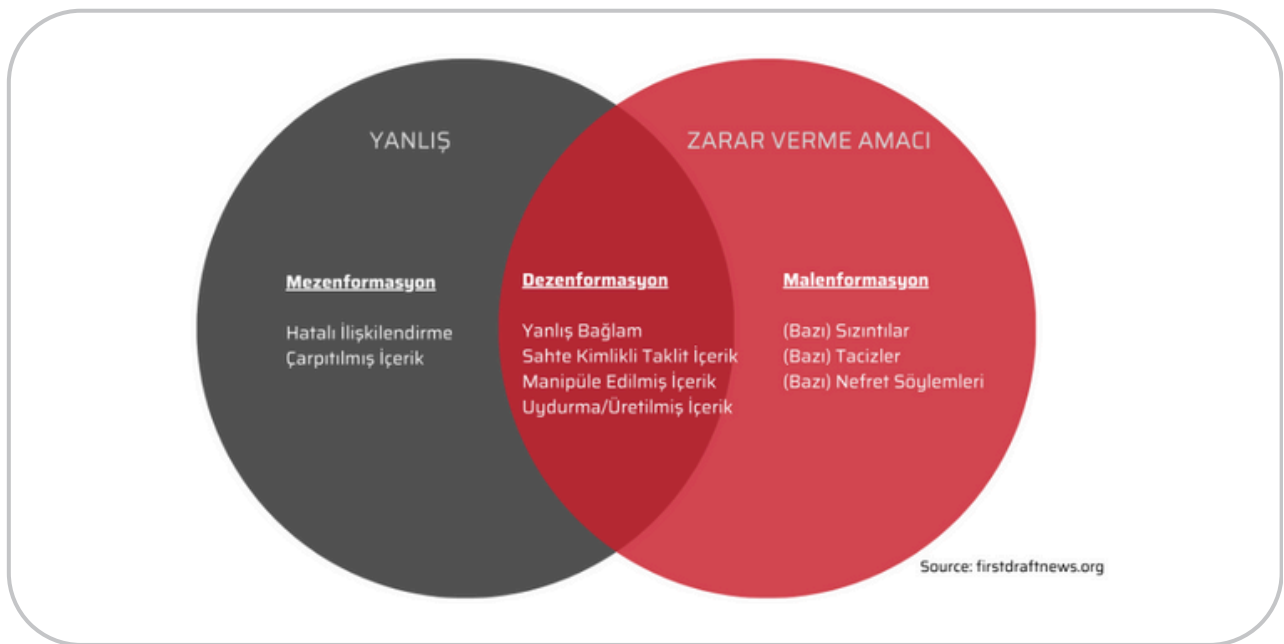 YANLIŞ
ZARAR VERME AMACI
Mezenformasyon
Hatalı İlişkilendirme
Çarpıtılmış İçerik
Dezenformasyon
Yanlış Bağlam
Sahte Kimlikli Taklit İçerik
Manipüle Edilmiş İçerik
Uydurma/Üretilmiş İçerik
Malenformasyon
(Bazı) Sızıntılar
(Bazı) Tacizler
(Bazı) Nefret Söylemleri
Source: firstdraftnews.org